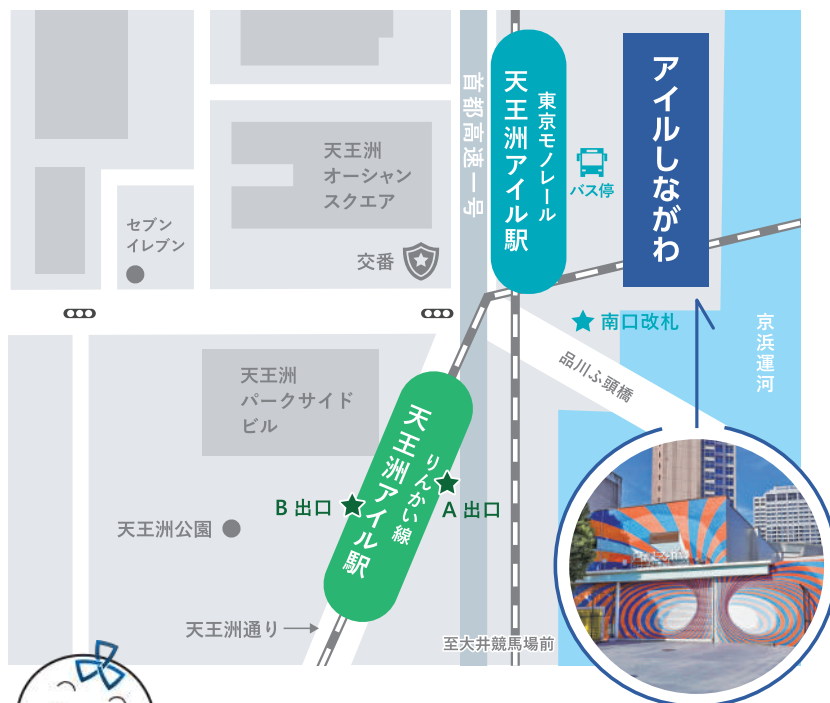 首都高速一号
東京モノレール
天王洲アイル駅
バス停
アイルしながわ
天王洲
オーシャン
スクエア
セブン
イレブン
交番
南口改札
京浜運河
品川ふ頭橋
天王洲
パークサイド
ビル
りんかい線
天王洲アイル駅
B 出口
A 出口
天王洲公園
天王洲通り
至大井競馬場前